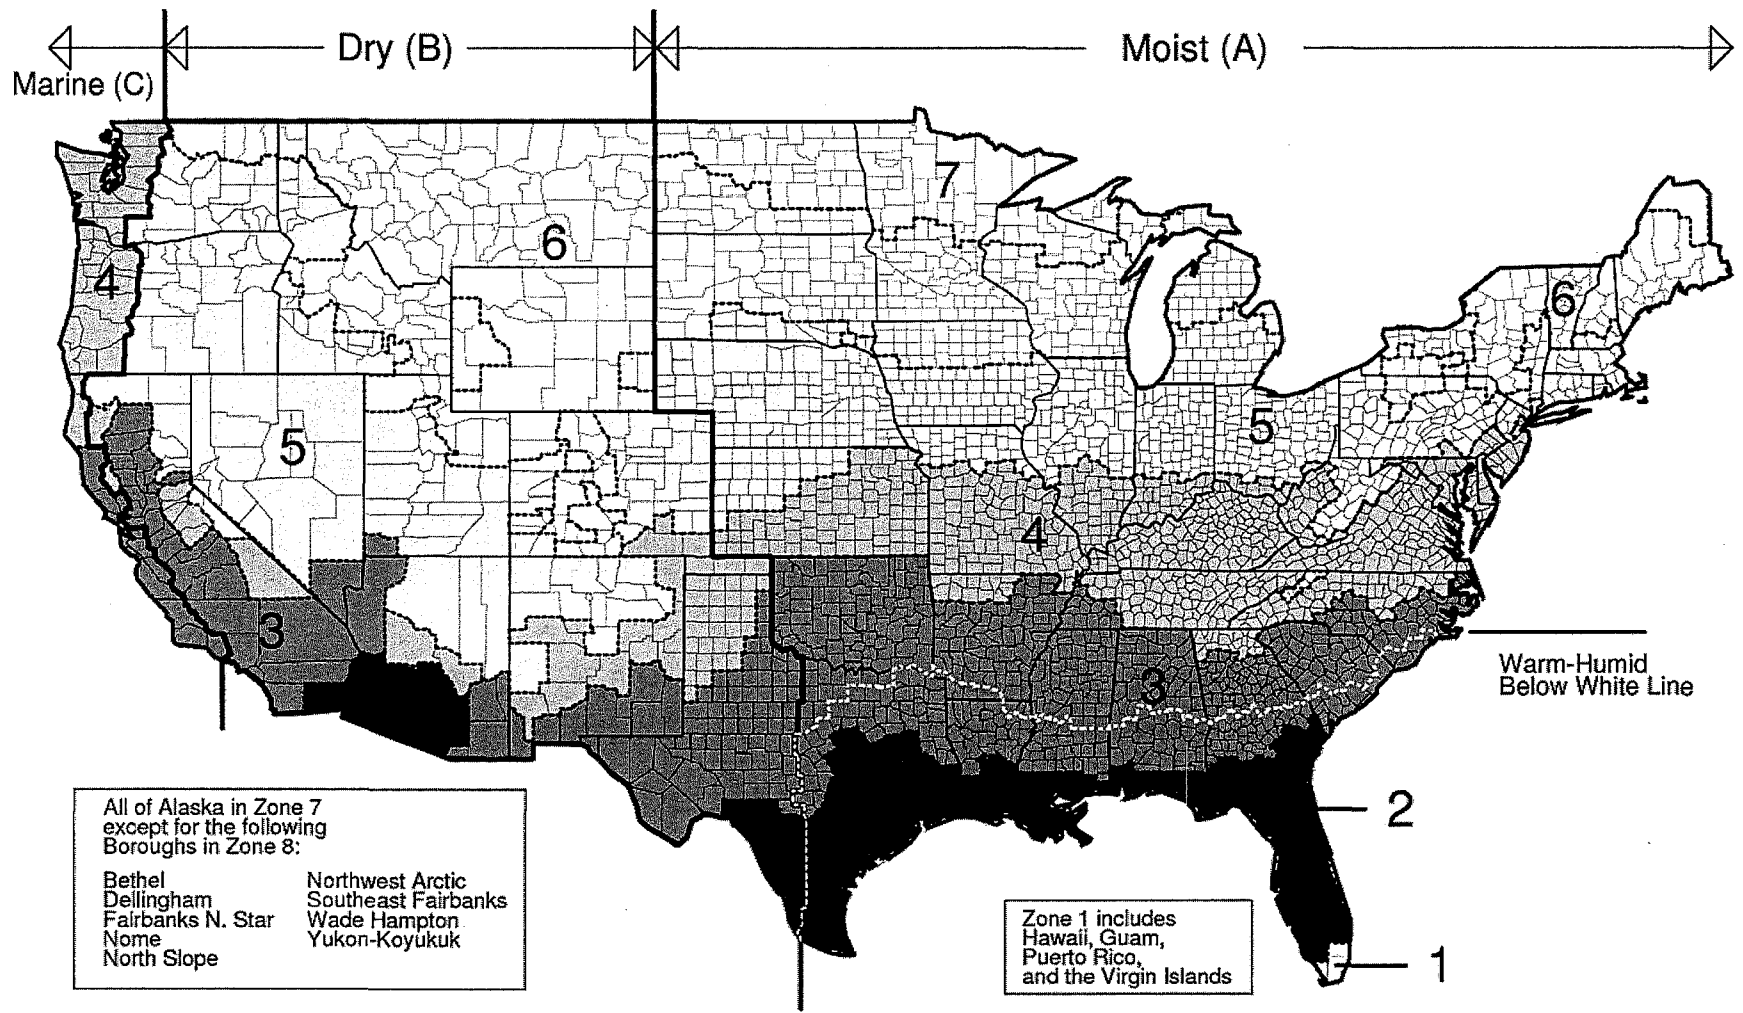 Dry (B)
Moist (A)
Marine (C)
7
6
4
6
5
5
4
3
3
Warm-Humid
Below White Line
2
1
All of Alaska in Zone 7
except for the following
Boroughs in Zone 8:
Bethel
Dellingham
Fairbanks N. Star
Nome
North Slope
Northwest Arctic
Southeast Fairbanks
Wade Hampton
Yukon-Koyukuk
Zone 1 includes
Hawaii, Guam,
Puerto Rico,
and the Virgin Islands